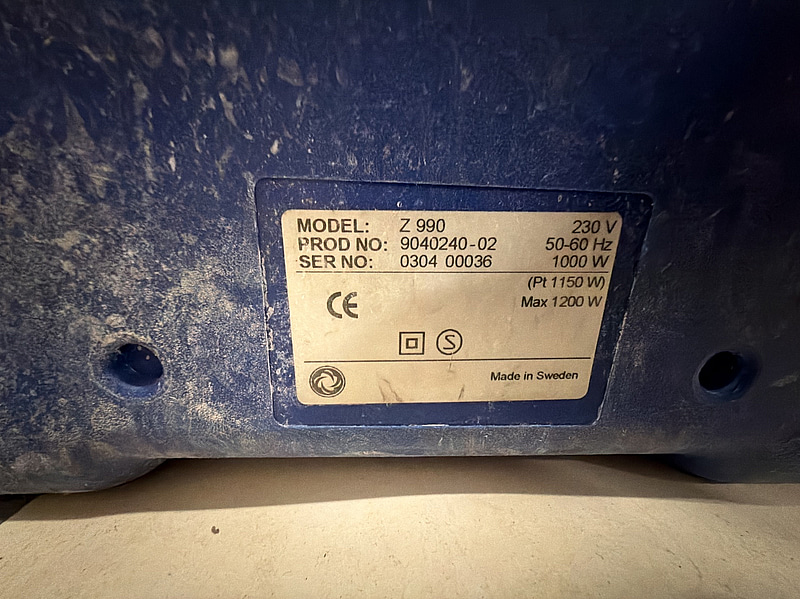 MODEL: Z 990 230 V
PROD NO: 9040240-02 50-60 Hz
SER NO: 0304 00036 1000 W
(Pt 1150 W)
Max 1200 W
CE
S
Made in Sweden